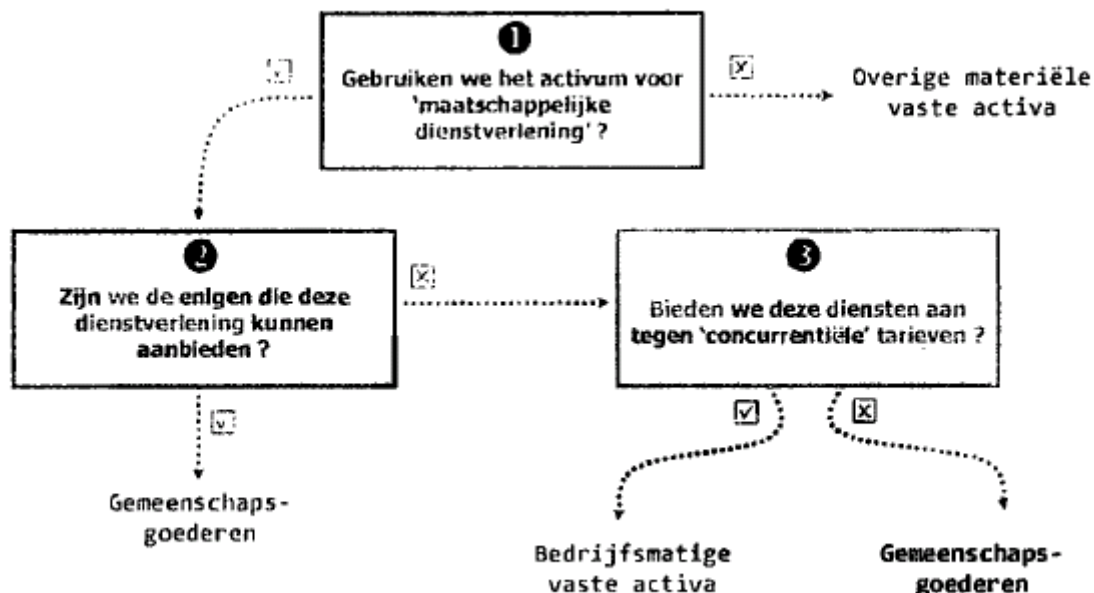 1
Gebruiken we het activum voor
'maatschappelijke
dienstverlening' ?
Overige materiële
vaste activa
2
Zijn we de enigen die deze
dienstverlening kunnen
aanbieden ?
3
Bieden we deze diensten aan
tegen 'concurrentiële' tarieven ?
Gemeenschaps-
goederen
Bedrijfsmatige
vaste activa
Gemeenschaps-
goederen